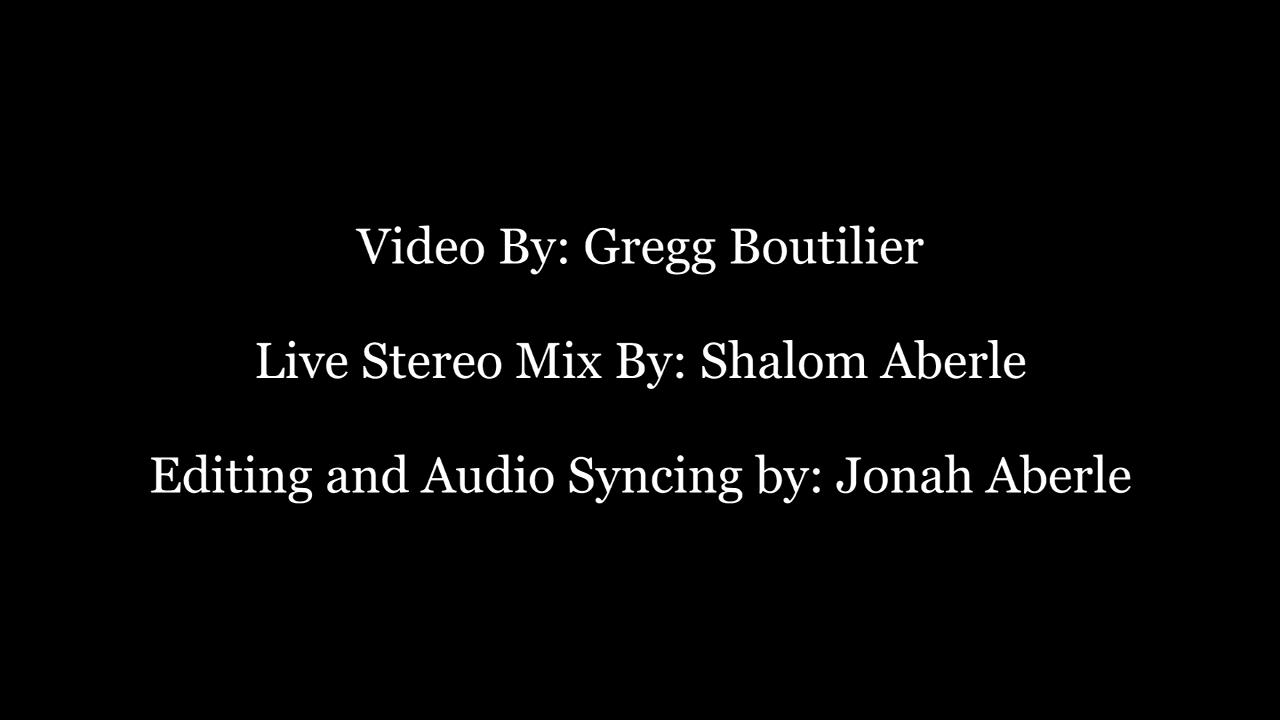 Video By: Gregg Boutilier
Live Stereo Mix By: Shalom Aberle
Editing and Audio Syncing by: Jonah Aberle